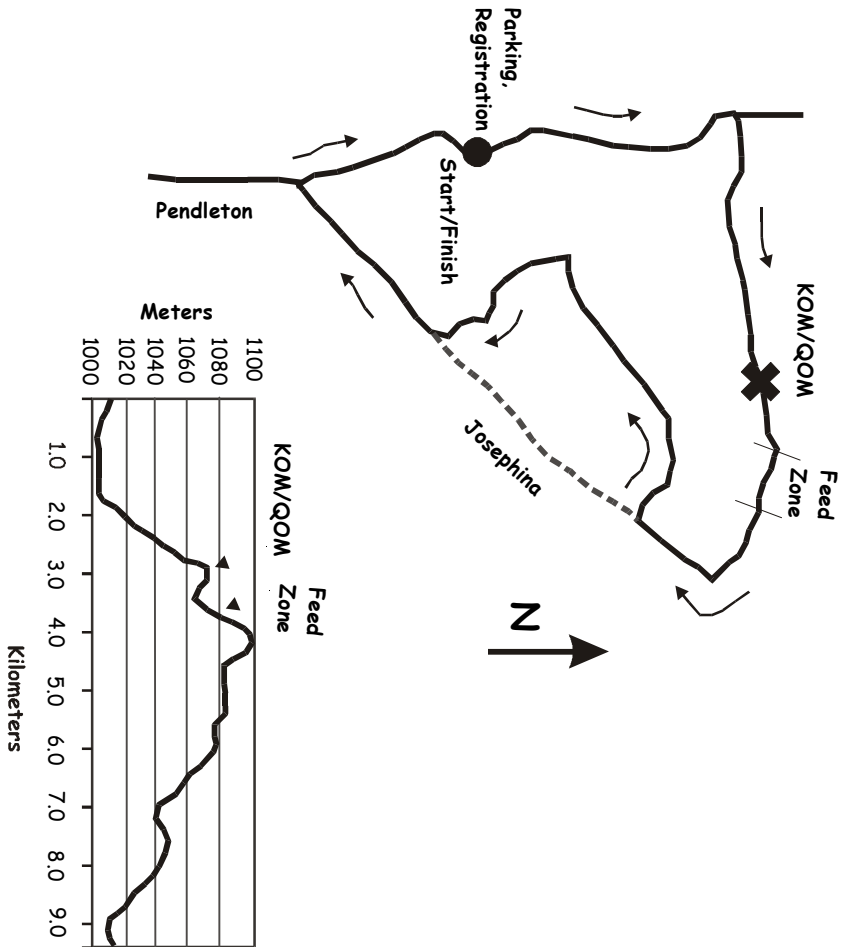 Parking,
Registration
Start/Finish
Pendleton
KOM/QOM
Feed
Zone
Josephina
N
Meters
1000
1020
1040
1060
1080
1100
KOM/QOM
Feed
Zone
1.0
2.0
3.0
4.0
5.0
6.0
7.0
8.0
9.0
Kilometers